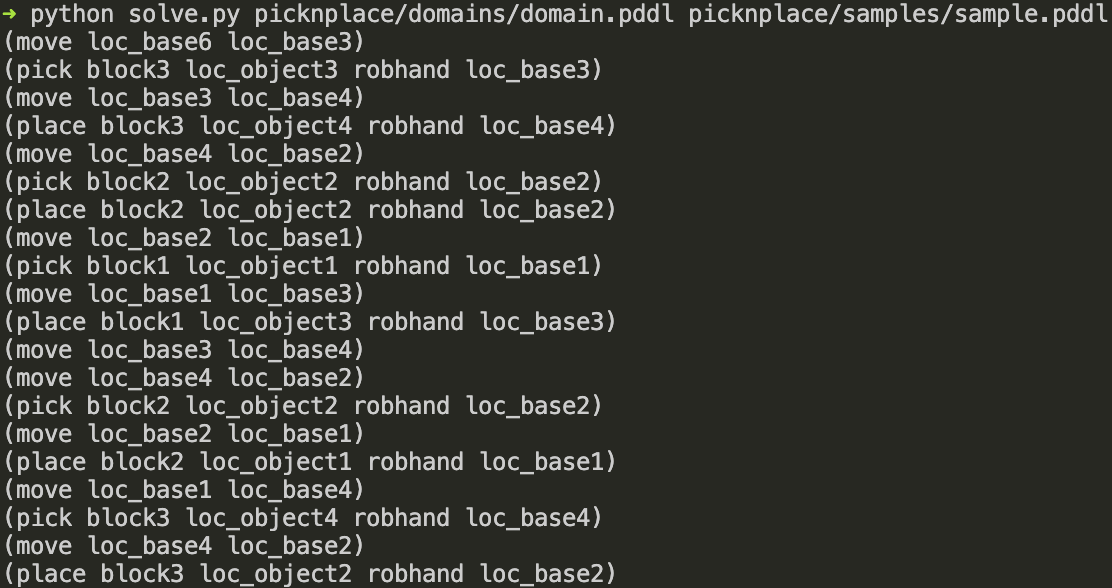 ➜ python solve.py picknplace/domains/domain.pddl picknplace/samples/sample.pddl
(move loc_base6 loc_base3)
(pick block3 loc_object3 robhand loc_base3)
(move loc_base3 loc_base4)
(place block3 loc_object4 robhand loc_base4)
(move loc_base4 loc_base2)
(pick block2 loc_object2 robhand loc_base2)
(place block2 loc_object2 robhand loc_base2)
(move loc_base2 loc_base1)
(pick block1 loc_object1 robhand loc_base1)
(move loc_base1 loc_base3)
(place block1 loc_object3 robhand loc_base3)
(move loc_base3 loc_base4)
(move loc_base4 loc_base2)
(pick block2 loc_object2 robhand loc_base2)
(move loc_base2 loc_base1)
(place block2 loc_object1 robhand loc_base1)
(move loc_base1 loc_base4)
(pick block3 loc_object4 robhand loc_base4)
(move loc_base4 loc_base2)
(place block3 loc_object2 robhand loc_base2)